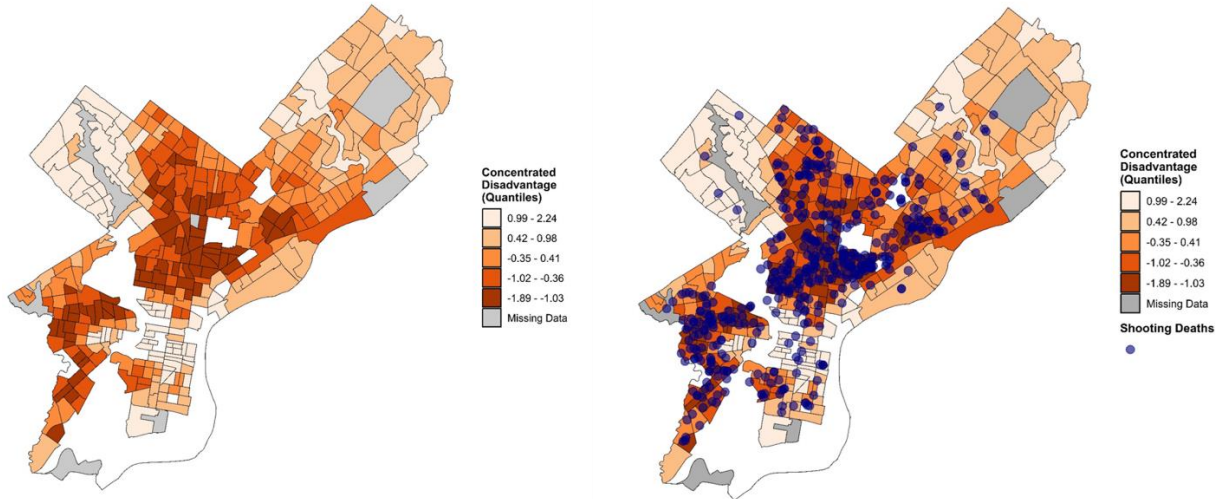 Concentrated
Disadvantage
(Quantiles)
0.99 - 2.24
0.42 - 0.98
-0.35 - 0.41
-1.02 - -0.36
-1.89 - -1.03
Missing Data
Concentrated
Disadvantage
(Quantiles)
0.99 - 2.24
0.42 - 0.98
-0.35 - 0.41
-1.02 - -0.36
-1.89 - -1.03
Missing Data
Shooting Deaths